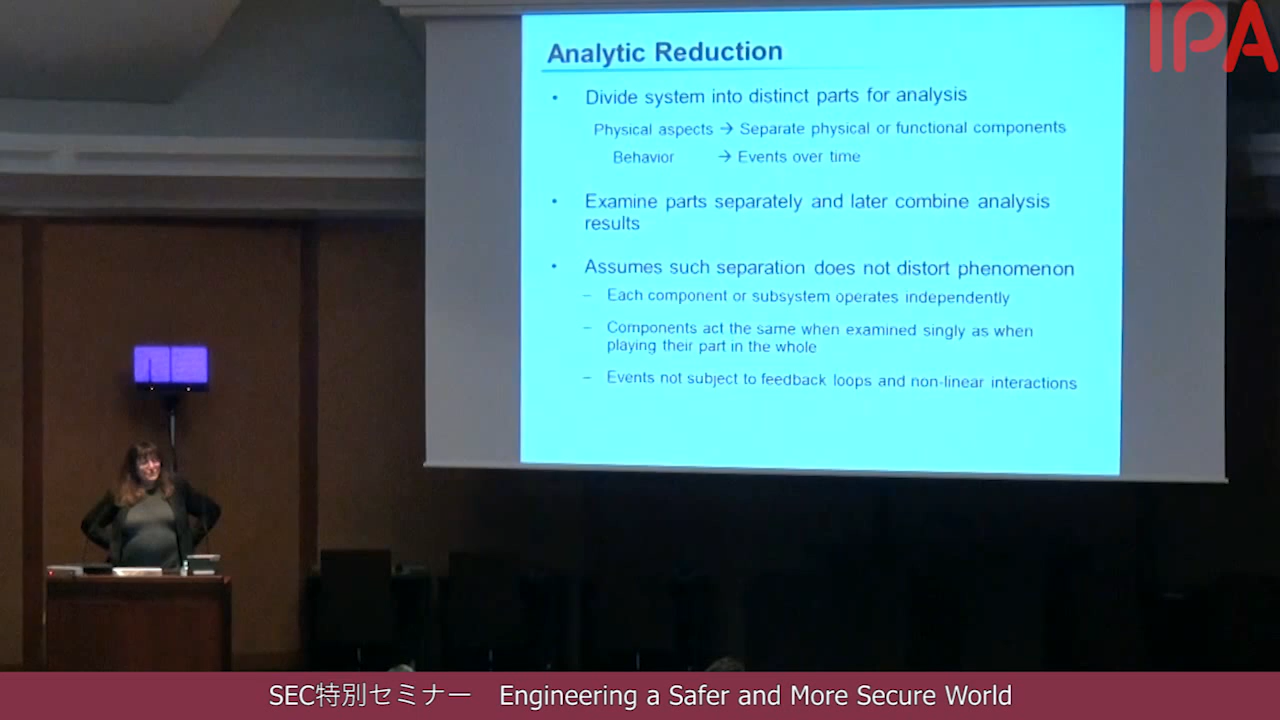 IPA
Analytic Reduction
• Divide system into distinct parts for analysis
Physical aspects → Separate physical or functional components
Behavior → Events over time
• Examine parts separately and later combine analysis
results
• Assumes such separation does not distort phenomenon
– Each component or subsystem operates independently
– Components act the same when examined singly as when
playing their part in the whole
– Events not subject to feedback loops and non-linear interactions
SEC特別セミナー Engineering a Safer and More Secure World